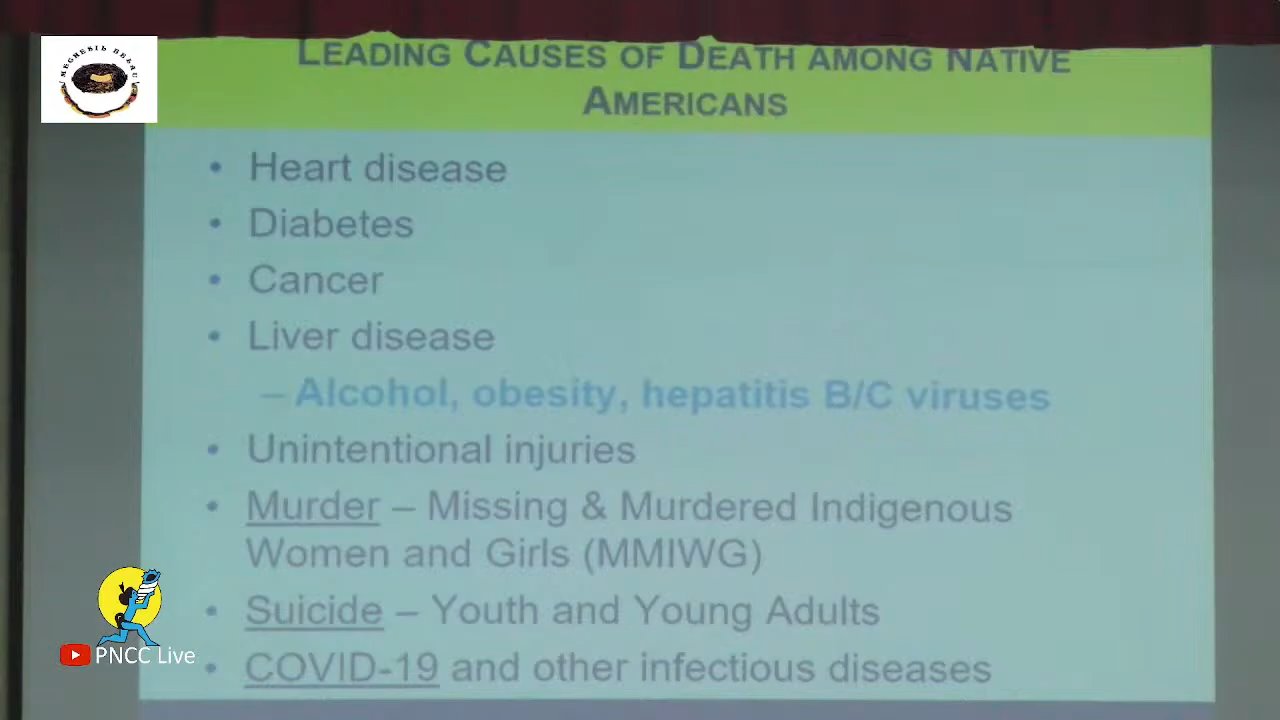 LEADING CAUSES OF DEATH AMONG NATIVE
AMERICANS
• Heart disease
• Diabetes
• Cancer
• Liver disease
– Alcohol, obesity, hepatitis B/C viruses
• Unintentional injuries
• Murder – Missing & Murdered Indigenous
Women and Girls (MMIWG)
• Suicide – Youth and Young Adults
• COVID-19 and other infectious diseases
PNCC Live